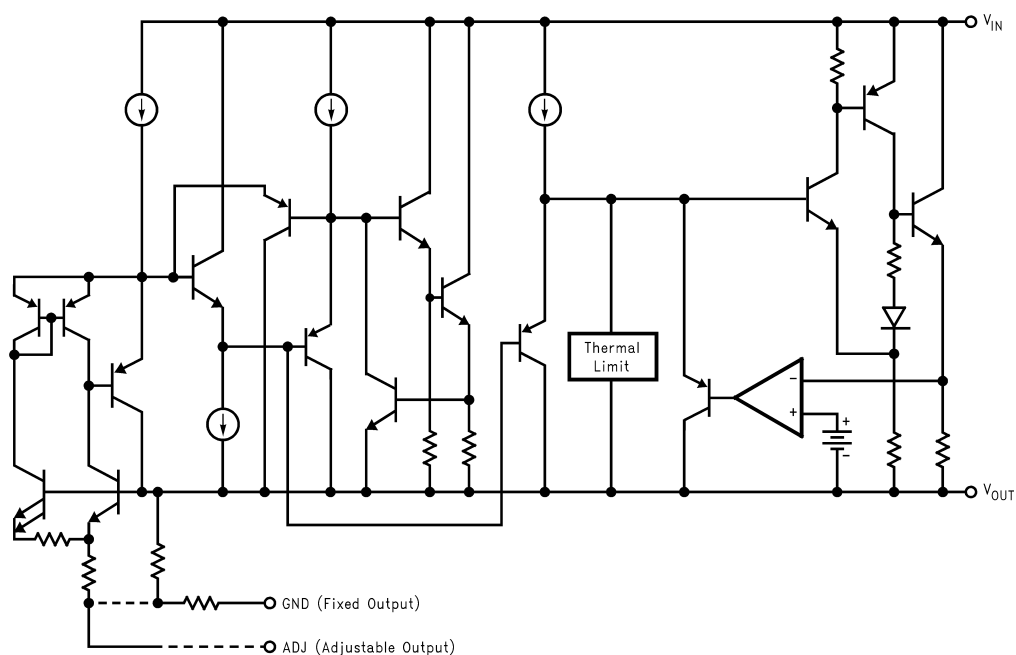 VIN
Thermal
Limit
−
+
+
−
VOUT
GND (Fixed Output)
ADJ (Adjustable Output)